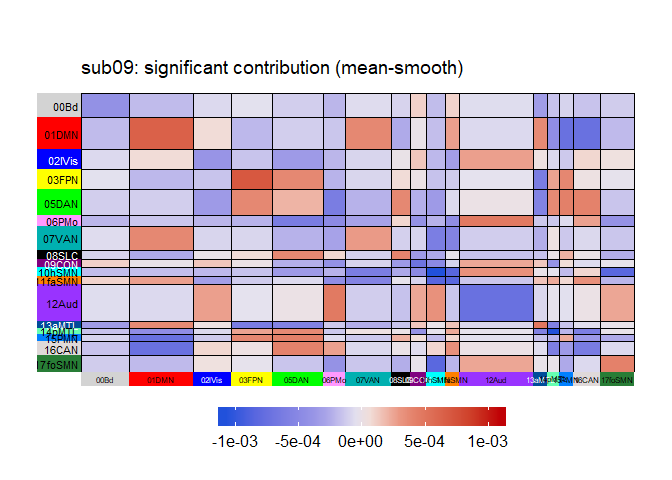 sub09: significant contribution (mean-smooth)
00Bd
01DMN
02lVis
03FPN
05DAN
06PMo
07VAN
08SLC
09CON
10hSMN
11faSMN
12Aud
13aMTL
14pMTL
15PMN
16CAN
17foSMN
00Bd 01DMN 02lVis 03FPN 05DAN 06PMo 07VAN 12Aud 16CAN 17foSMN
-1e-03 -5e-04 0e+00 5e-04 1e-03